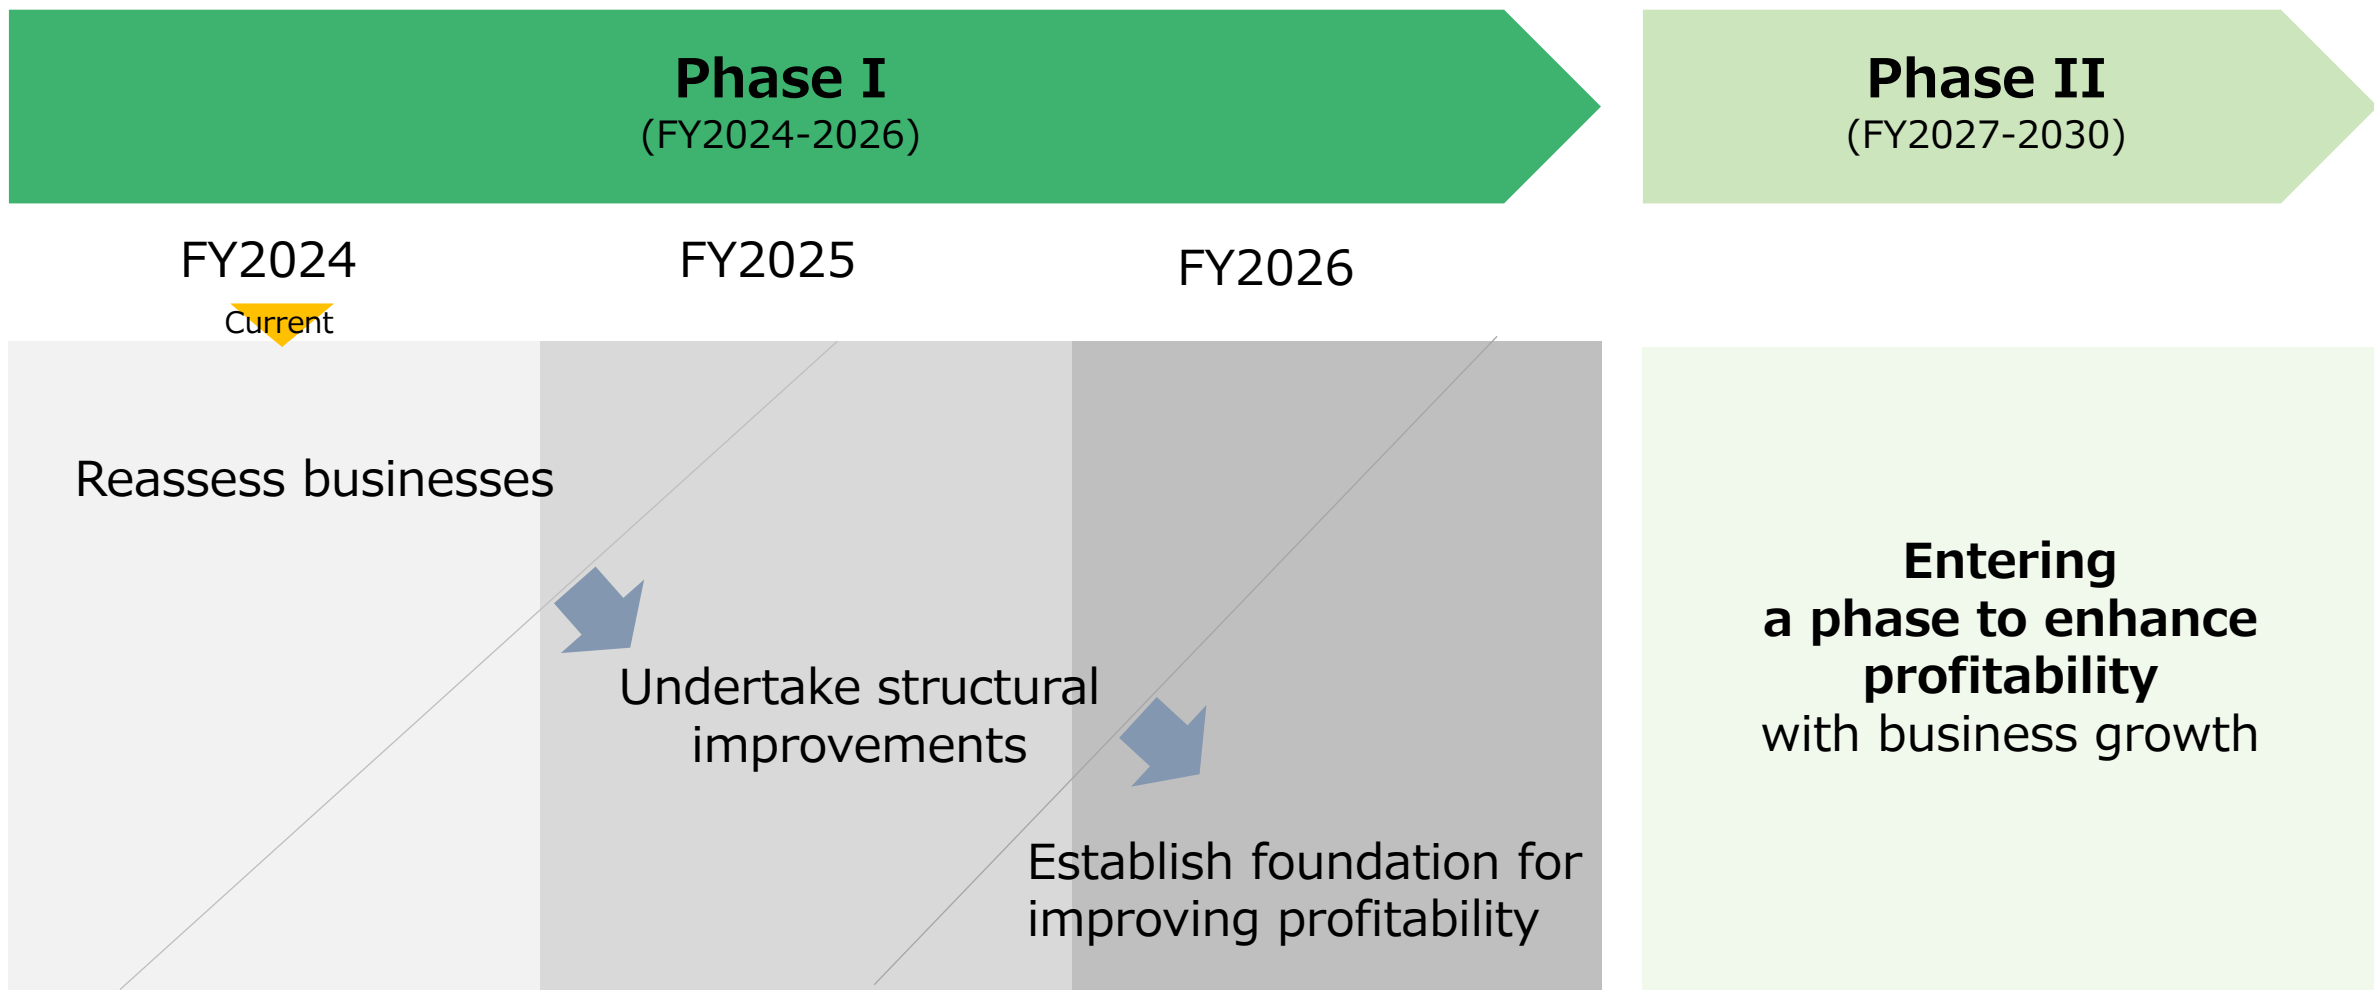 Phase I
(FY2024-2026)
Phase II
(FY2027-2030)
FY2024
FY2025
FY2026
Current
Reassess businesses
Undertake structural
improvements
Establish foundation for
improving profitability
Entering
a phase to enhance
profitability
with business growth